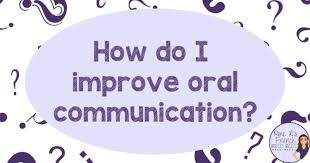 How do I
improve oral
communication?